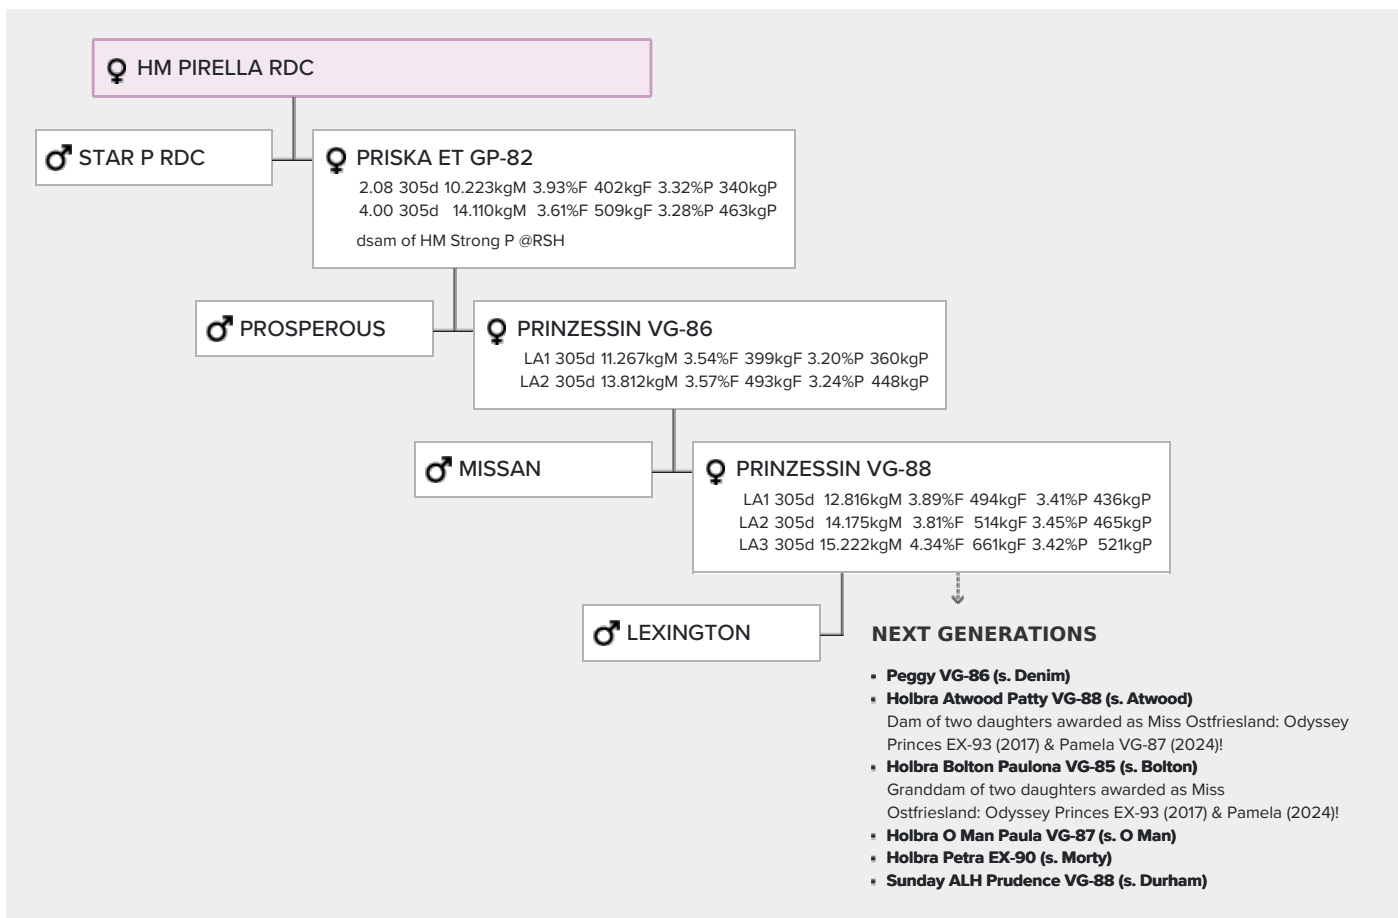 HM PIRELLA RDC
STAR P RDC
PRISKA ET GP-82
2.08 305d 10.223kgM 3.93%F 402kgF 3.32%P 340kgP
4.00 305d 14.110kgM 3.61%F 509kgF 3.28%P 463kgP
dsam of HM Strong P @RSH
PROSPEROUS
PRINZESSIN VG-86
LA1 305d 11.267kgM 3.54%F 399kgF 3.20%P 360kgP
LA2 305d 13.812kgM 3.57%F 493kgF 3.24%P 448kgP
MISSAN
PRINZESSIN VG-88
LA1 305d 12.816kgM 3.89%F 494kgF 3.41%P 436kgP
LA2 305d 14.175kgM 3.81%F 514kgF 3.45%P 465kgP
LA3 305d 15.222kgM 4.34%F 661kgF 3.42%P 521kgP
LEXINGTON
NEXT GENERATIONS
▪ Peggy VG-86 (s. Denim)
▪ Holbra Atwood Patty VG-88 (s. Atwood)
Dam of two daughters awarded as Miss Ostfriesland: Odyssey
Princes EX-93 (2017) & Pamela VG-87 (2024)!
▪ Holbra Bolton Paulona VG-85 (s. Bolton)
Granddam of two daughters awarded as Miss
Ostfriesland: Odyssey Princes EX-93 (2017) & Pamela (2024)!
▪ Holbra O Man Paula VG-87 (s. O Man)
▪ Holbra Petra EX-90 (s. Morty)
▪ Sunday ALH Prudence VG-88 (s. Durham)